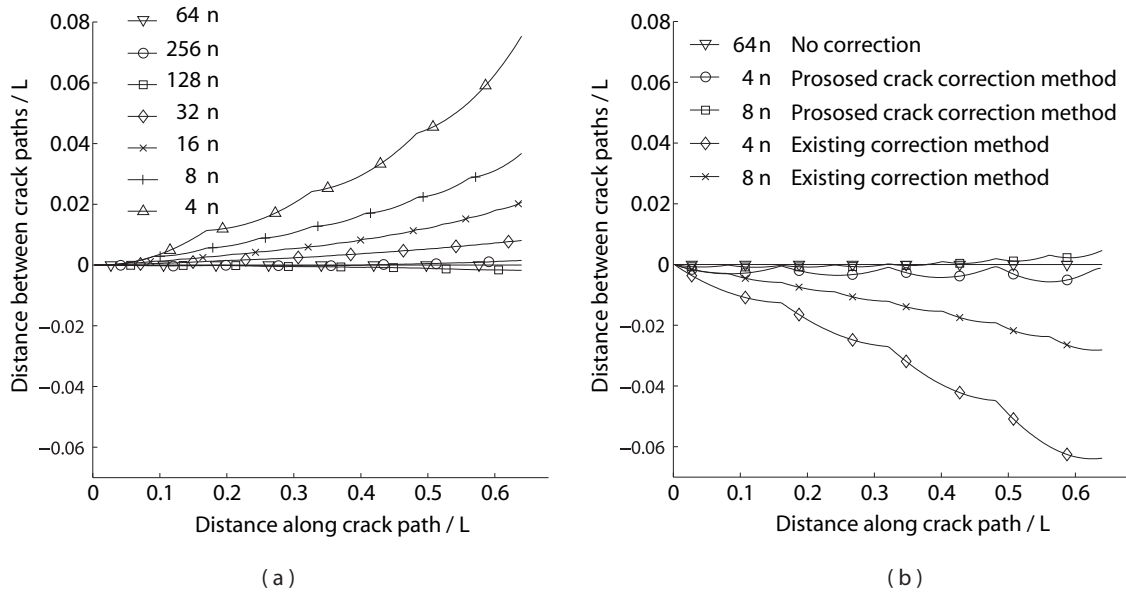 0.08
0.06
0.04
0.02
0
−0.02
−0.04
−0.06
Distance between crack paths / L
64 n
256 n
128 n
32 n
16 n
8 n
4 n
0 0.1 0.2 0.3 0.4 0.5 0.6
Distance along crack path / L
(a)
0.08
0.06
0.04
0.02
0
−0.02
−0.04
−0.06
Distance between crack paths / L
64 n No correction
4 n Prososed crack correction method
8 n Prososed crack correction method
4 n Existing correction method
8 n Existing correction method
0 0.1 0.2 0.3 0.4 0.5 0.6
Distance along crack path / L
(b)